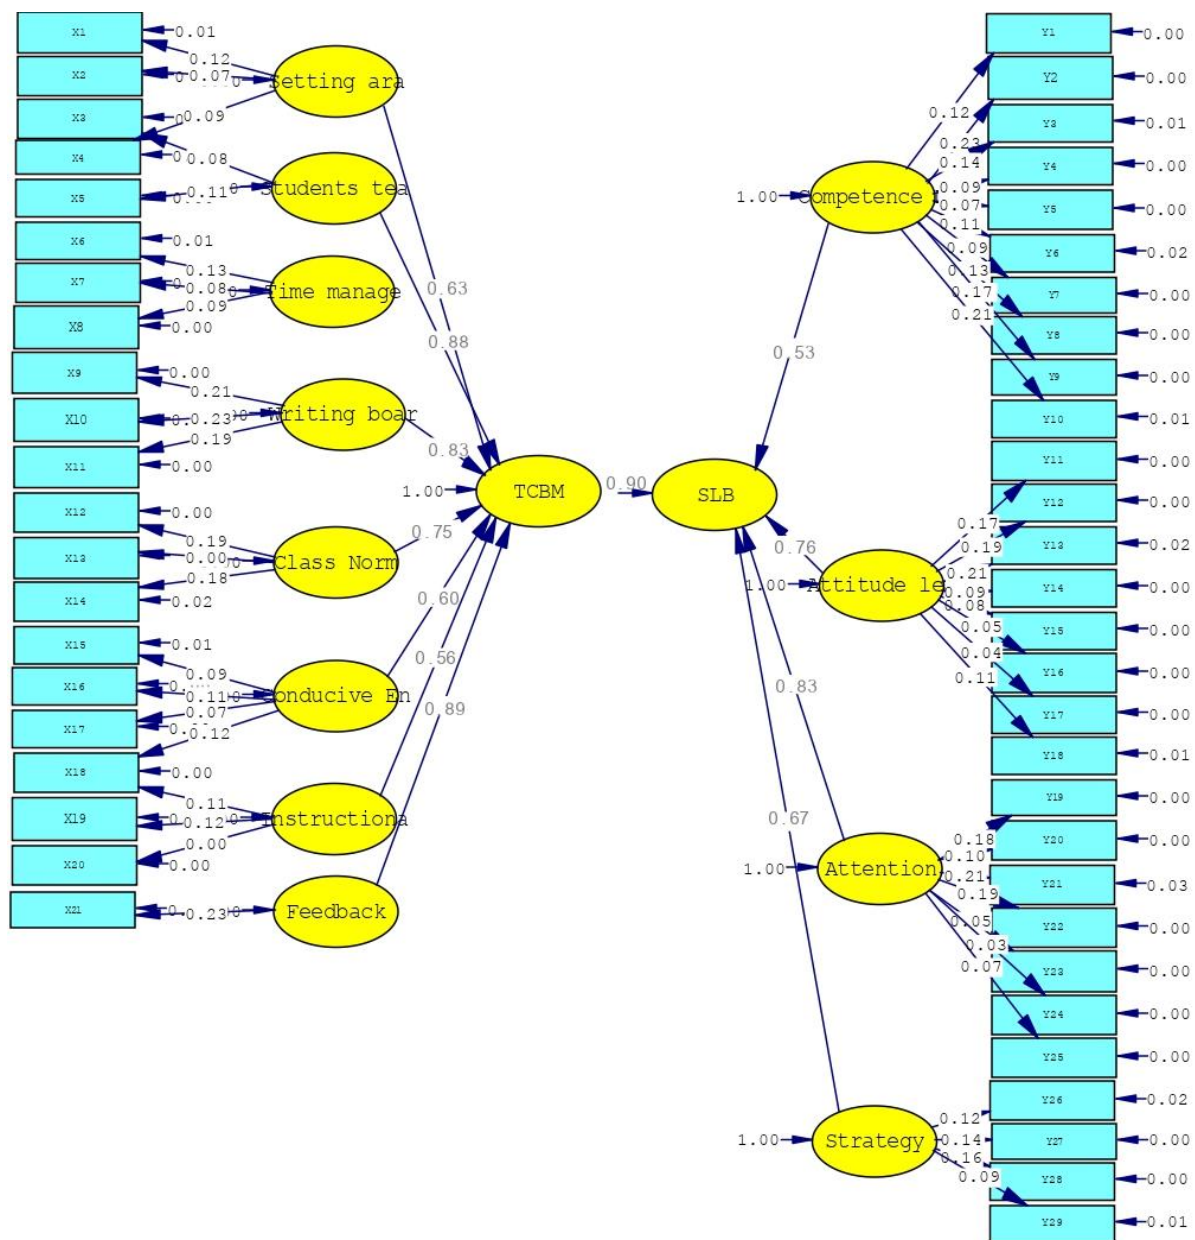 X1
0.01
0.12
X2
0.07
Setting ara
X3
0.09
X4
0.08
X5
0.11
Students tea
X6
0.01
0.13
X7
0.08
Time manage
0.09
X8
0.00
X9
0.00
0.21
X10
0.23
Writing boar
0.19
X11
0.00
X12
0.00
0.19
X13
0.00
Class Norm
0.18
X14
0.02
X15
0.01
0.09
X16
0.11
Conducive En
0.07
X17
0.12
X18
0.00
0.11
X19
0.12
Instructiona
0.00
X20
0.00
X21
0.23
Feedback
0.63
0.88
0.83
1.00
TCBM
0.75
0.60
0.56
0.89
0.90
SLB
0.53
0.76
0.83
0.67
1.00
Competence
0.12
0.23
0.14
0.09
0.07
0.11
0.09
0.13
0.17
0.21
1.00
Attitude le
0.17
0.19
0.21
0.09
0.08
0.05
0.04
0.11
1.00
Attention
0.18
0.10
0.21
0.19
0.05
0.03
0.07
1.00
Strategy
0.12
0.14
0.16
0.09
Y1
0.00
Y2
0.00
Y3
0.01
Y4
0.00
Y5
0.00
Y6
0.02
Y7
0.00
Y8
0.00
Y9
0.00
Y10
0.01
Y11
0.00
Y12
0.00
Y13
0.02
Y14
0.00
Y15
0.00
Y16
0.00
Y17
0.00
Y18
0.01
Y19
0.00
Y20
0.00
Y21
0.03
Y22
0.00
Y23
0.00
Y24
0.00
Y25
0.00
Y26
0.02
Y27
0.00
Y28
0.00
Y29
0.01